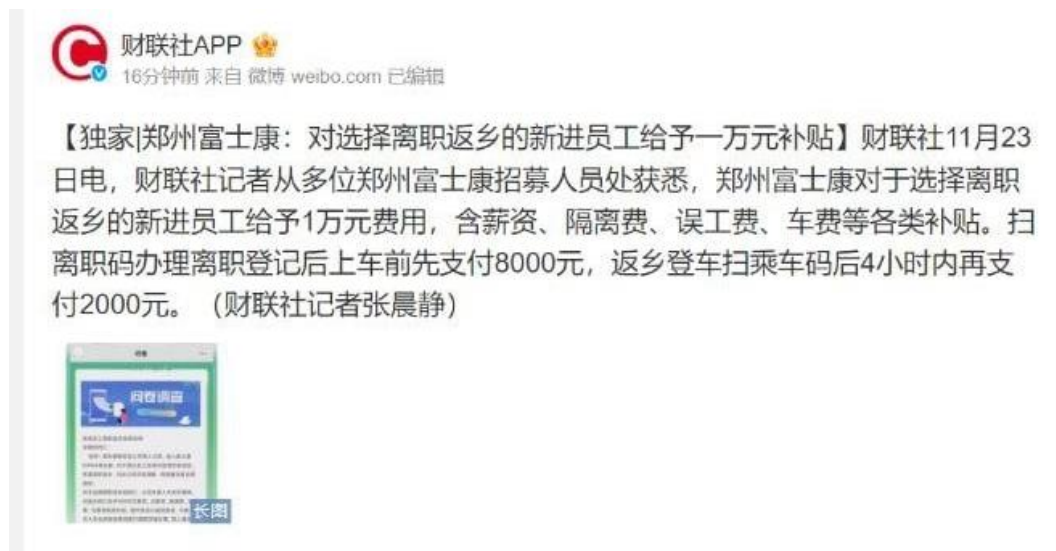 财联社APP
16分钟前 来自 微博 weibo.com 已编辑
【独家|郑州富士康：对选择离职返乡的新进员工给予一万元补贴】财联社11月23
日电，财联社记者从多位郑州富士康招募人员处获悉，郑州富士康对于选择离职
返乡的新进员工给予1万元费用，含薪资、隔离费、误工费、车费等各类补贴。扫
离职码办理离职登记后上车前先支付8000元，返乡登车扫乘车码后4小时内再支
付2000元。（财联社记者张晨静）
问卷调查
长图